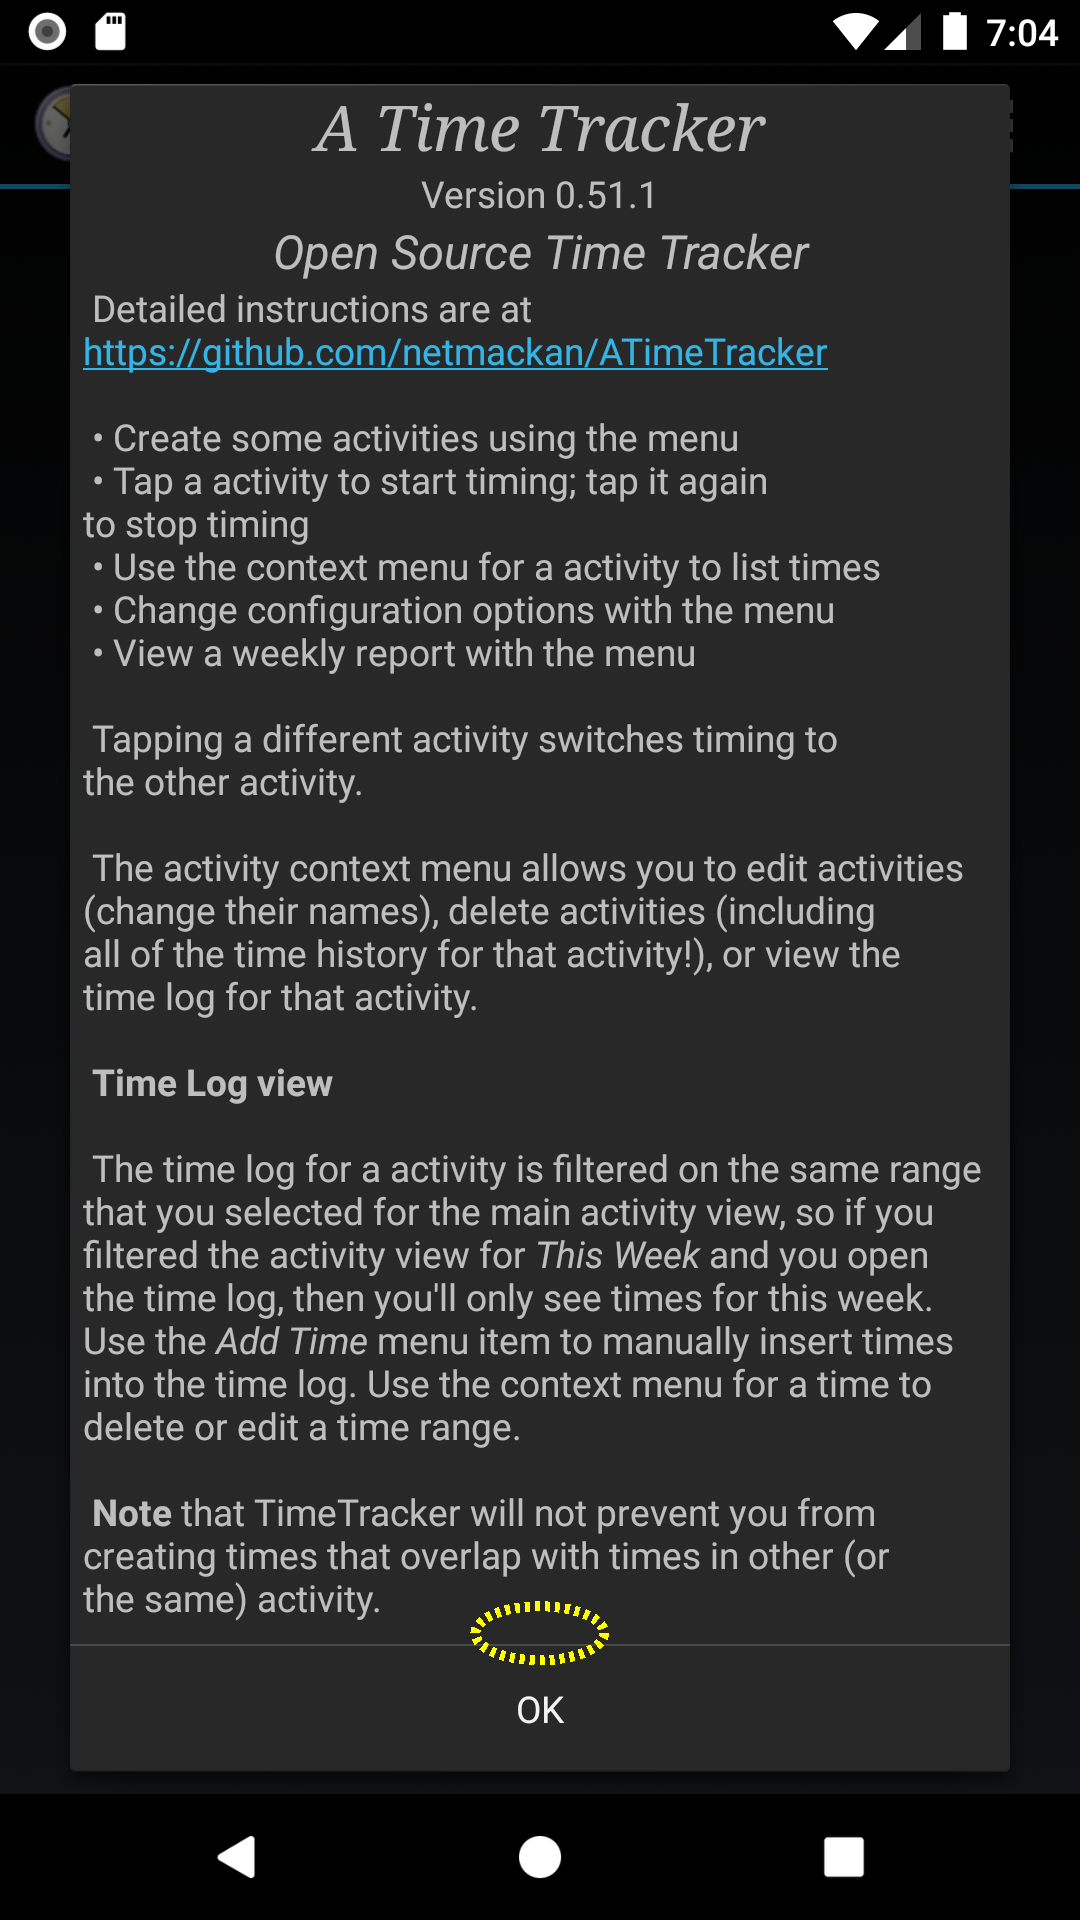 7:04
A Time Tracker
Version 0.51.1
Open Source Time Tracker
Detailed instructions are at
https://github.com/netmackan/ATimeTracker
• Create some activities using the menu
• Tap a activity to start timing; tap it again
to stop timing
• Use the context menu for a activity to list times
• Change configuration options with the menu
• View a weekly report with the menu
Tapping a different activity switches timing to
the other activity.
The activity context menu allows you to edit activities
(change their names), delete activities (including
all of the time history for that activity!), or view the
time log for that activity.
Time Log view
The time log for a activity is filtered on the same range
that you selected for the main activity view, so if you
filtered the activity view for This Week and you open
the time log, then you'll only see times for this week.
Use the Add Time menu item to manually insert times
into the time log. Use the context menu for a time to
delete or edit a time range.
Note that TimeTracker will not prevent you from
creating times that overlap with times in other (or
the same) activity.
OK